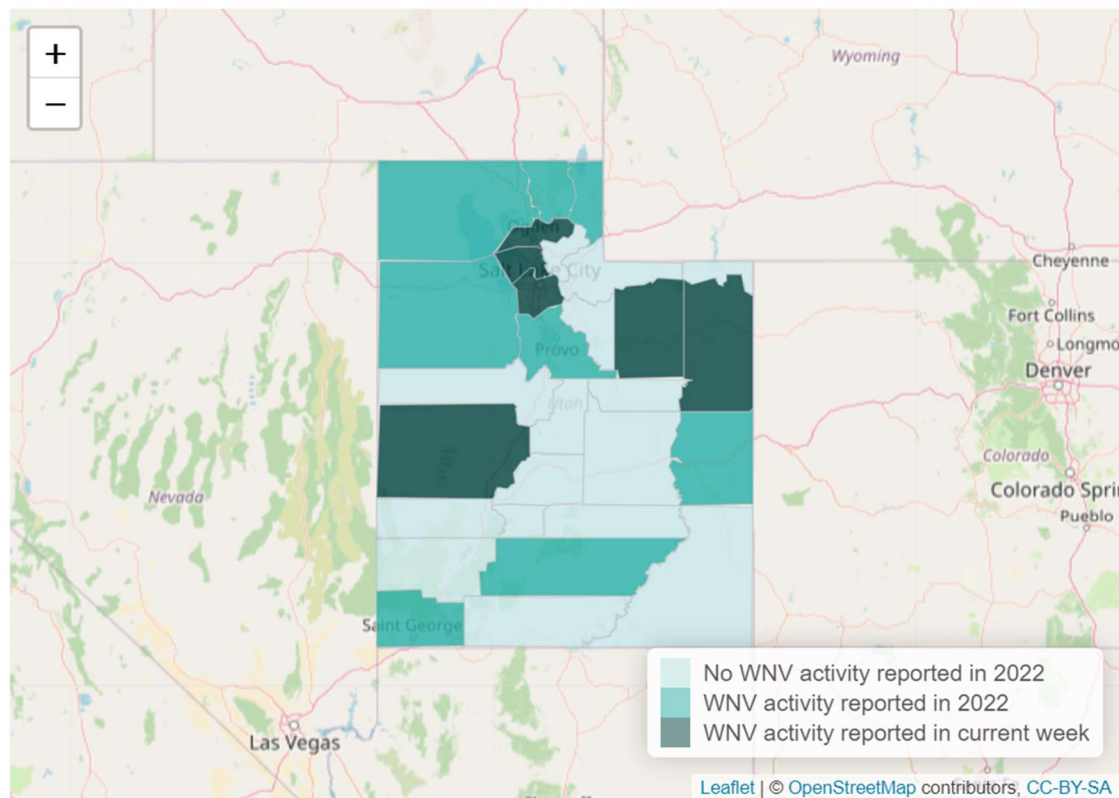 +
−
Wyoming
Ogden
Salt Lake City
Cheyenne
Fort Collins
Longmo
Provo
Denver
Utah
Nevada
Colorado
Colorado Sprin
Pueblo
Saint George
No WNV activity reported in 2022
WNV activity reported in 2022
WNV activity reported in current week
Las Vegas
Leaflet | © OpenStreetMap contributors, CC-BY-SA